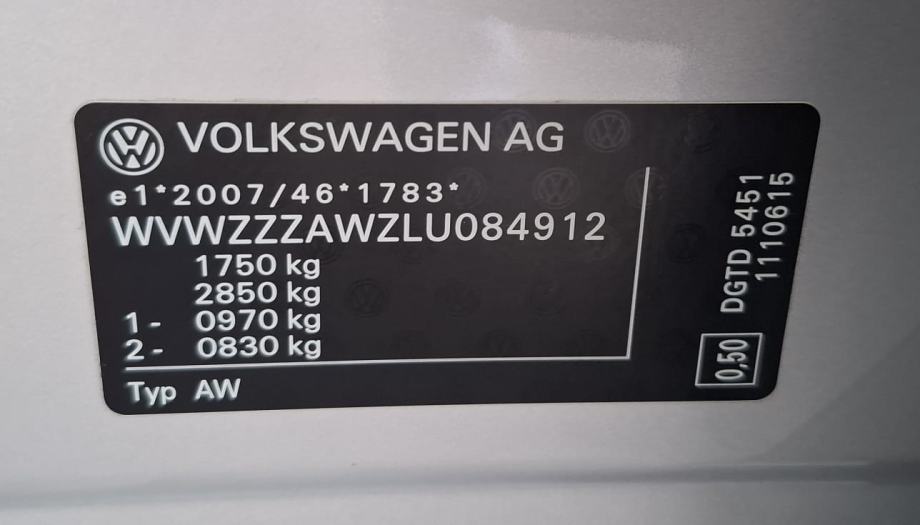 VOLKSWAGEN AG
e1*2007/46*1783*
WVWZZZAWZLU084912
1750 kg
2850 kg
1 - 0970 kg
2 - 0830 kg
Typ AW
DGTD 5451
1110615
0,50